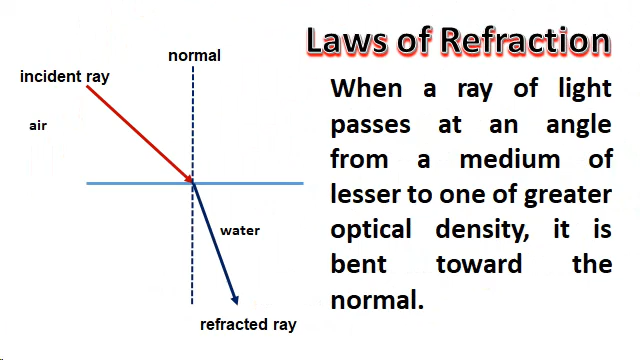 Laws of Refraction
normal
incident ray
air
water
refracted ray
When a ray of light
passes at an angle
from a medium of
lesser to one of greater
optical density, it is
bent toward the
normal.